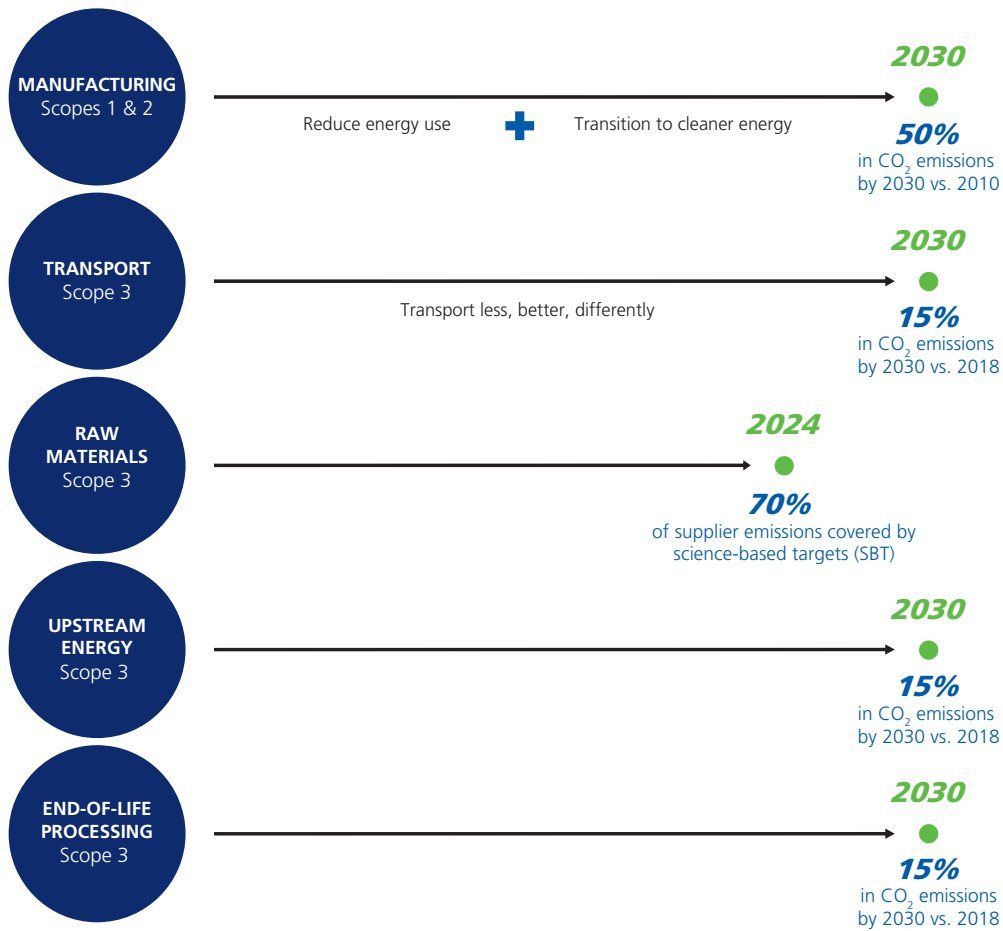 MANUFACTURING
Scopes 1 & 2
Reduce energy use
Transition to cleaner energy
2030
50%
in CO₂ emissions
by 2030 vs. 2010
TRANSPORT
Scope 3
Transport less, better, differently
2030
15%
in CO₂ emissions
by 2030 vs. 2018
RAW
MATERIALS
Scope 3
2024
70%
of supplier emissions covered by
science-based targets (SBT)
UPSTREAM
ENERGY
Scope 3
2030
15%
in CO₂ emissions
by 2030 vs. 2018
END-OF-LIFE
PROCESSING
Scope 3
2030
15%
in CO₂ emissions
by 2030 vs. 2018